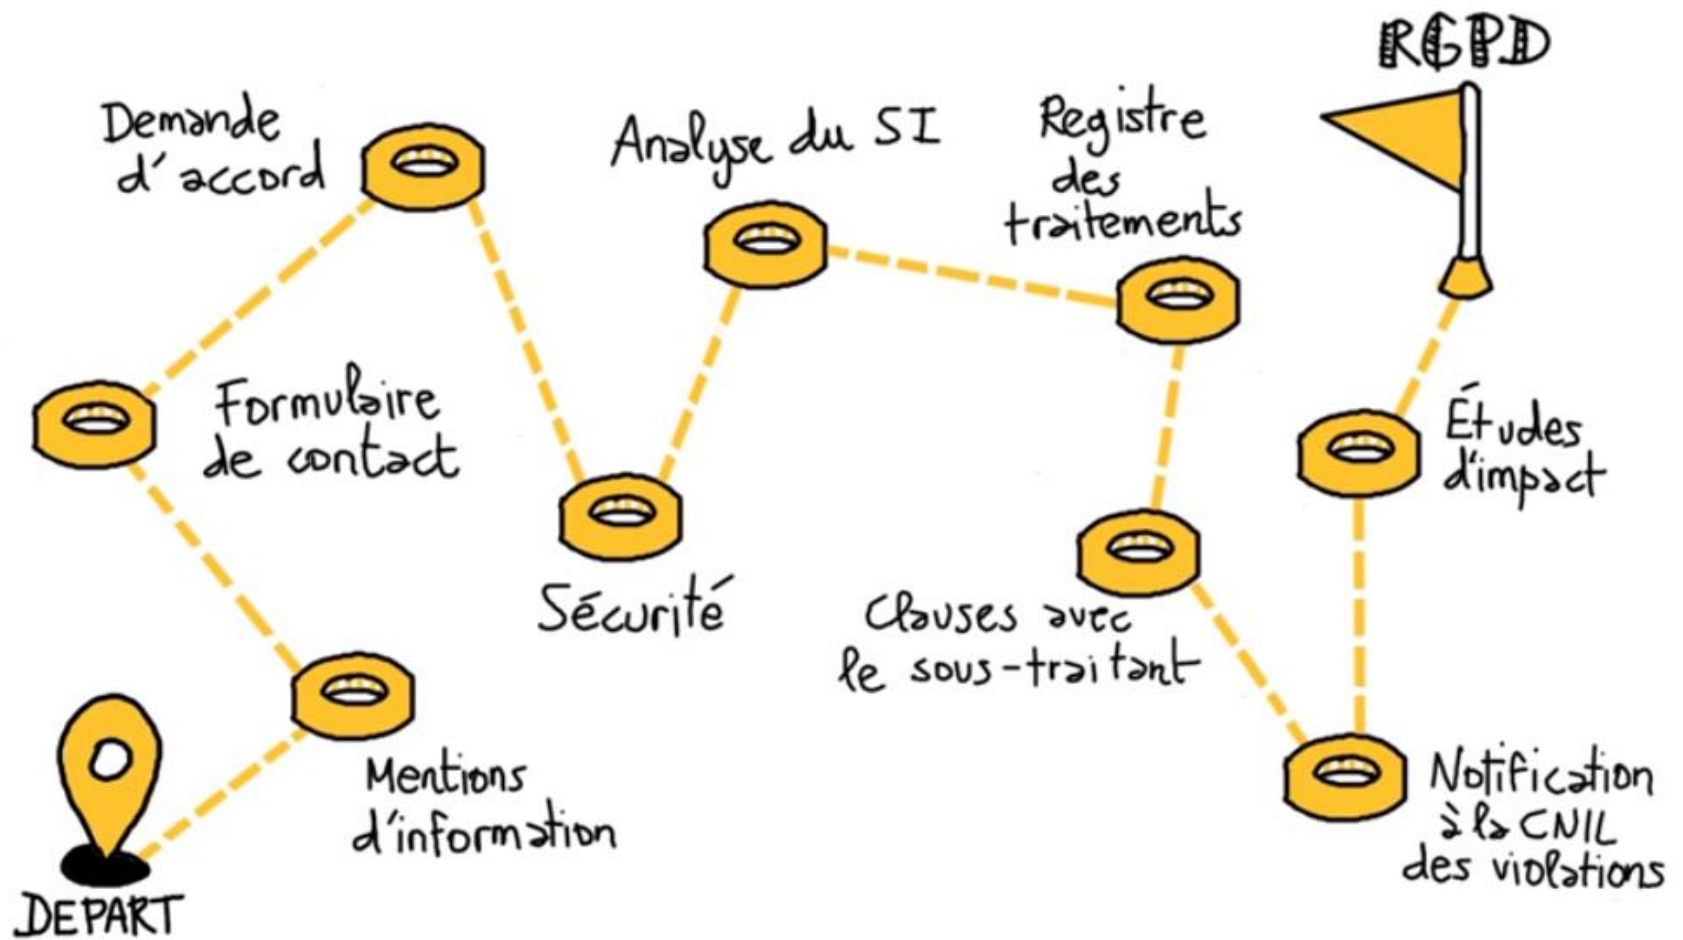 RGPD
Demande
d'accord
Analyse du SI
Registre
des
traitements
Formulaire
de contact
Études
d'impact
Sécurité
Clauses avec
le sous-traitant
Mentions
d'information
Notification
à la CNIL
des violations
DEPART